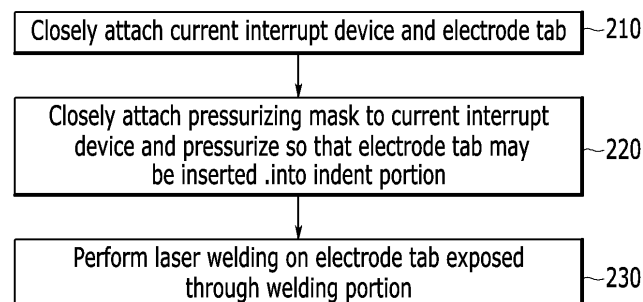 Closely attach current interrupt device and electrode tab
210
Closely attach pressurizing mask to current interrupt
device and pressurize so that electrode tab may
be inserted .into indent portion
220
Perform laser welding on electrode tab exposed
through welding portion
230